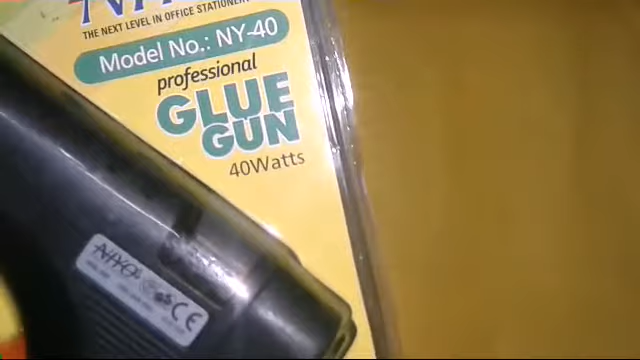 THE NEXT LEVEL IN OFFICE STATIONERY
Model No.: NY-40
professional
GLUE
GUN
40Watts
NIYO
CE